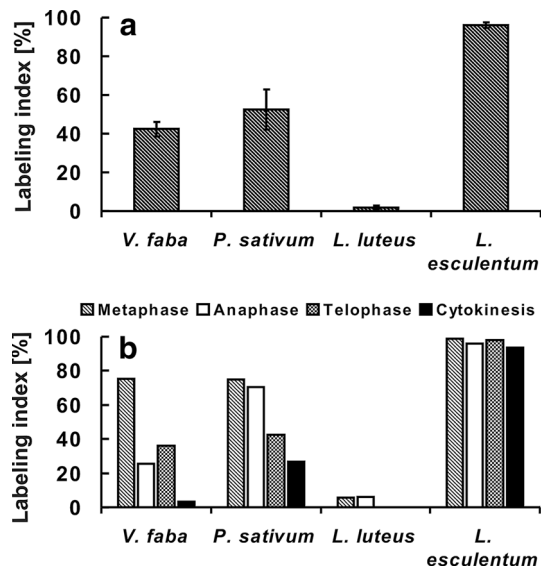 a
Labeling index [%]
100
80
60
40
20
0
V. faba P. sativum L. luteus L. esculentum
Metaphase Anaphase Telophase Cytokinesis
b
Labeling index [%]
100
80
60
40
20
0
V. faba P. sativum L. luteus L. esculentum